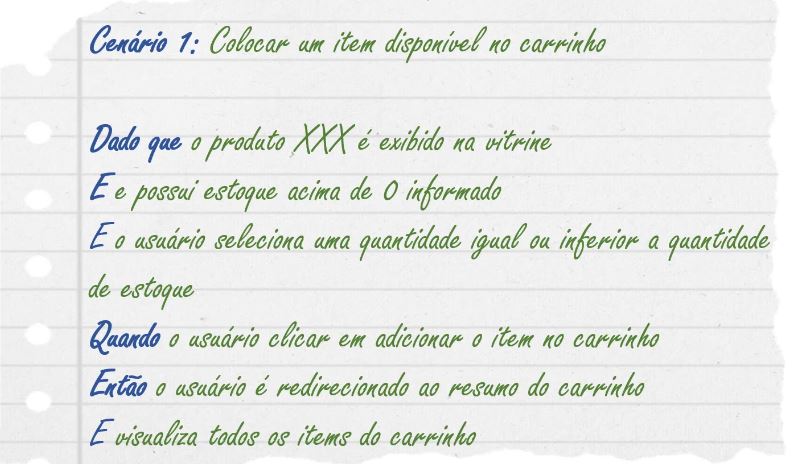 Cenário 1: Colocar um item disponível no carrinho
Dado que o produto XXX é exibido na vitrine
E e possui estoque acima de 0 informado
E o usuário seleciona uma quantidade igual ou inferior a quantidade
de estoque
Quando o usuário clicar em adicionar o item no carrinho
Então o usuário é redirecionado ao resumo do carrinho
E visualiza todos os items do carrinho